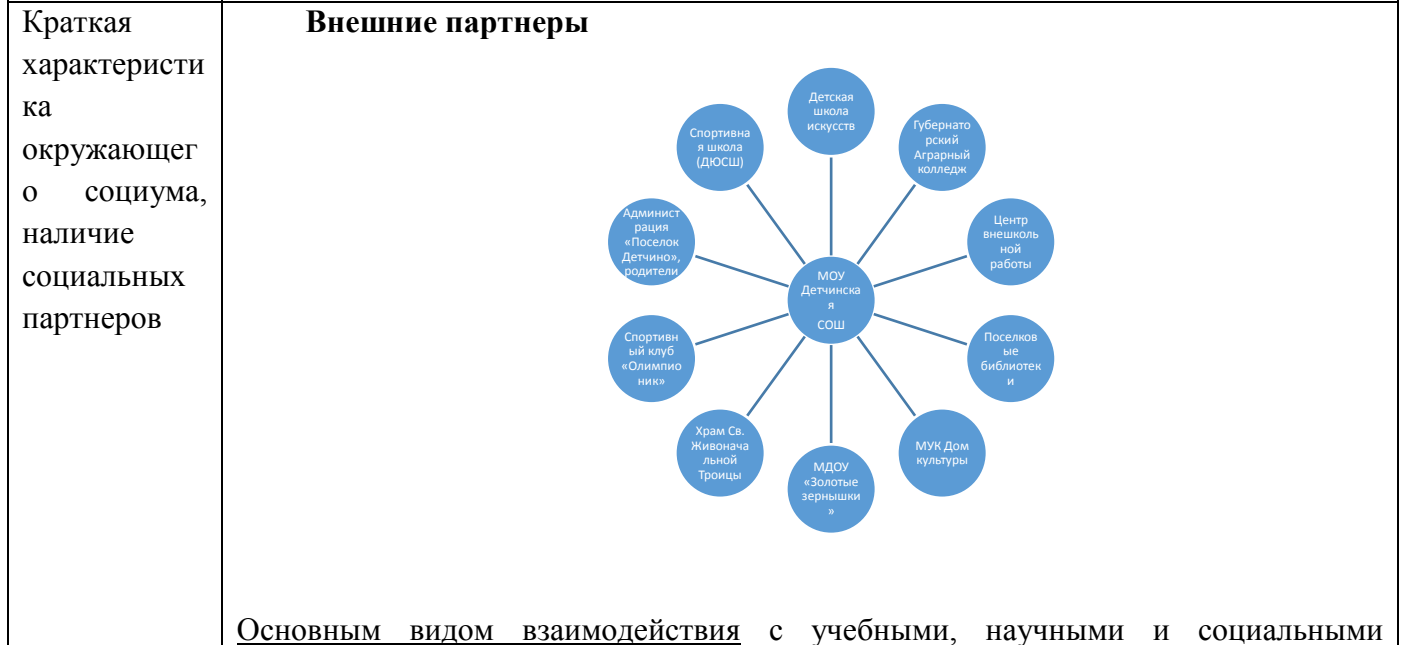 Краткая
характеристи
ка
окружающег
о социума,
наличие
социальных
партнеров
Внешние партнеры
Детская
школа
искусств
Губернато
рский
Аграрный
колледж
Центр
внешколь
ной
работы
Поселков
ые
библиотек
и
МУК Дом
культуры
МДОУ
«Золотые
зернышки
»
Храм Св.
Живонача
льной
Троицы
Спортивн
ый клуб
«Олимпио
ник»
Админист
рация
«Поселок
Детчино»,
родители
Спортивна
я школа
(ДЮСШ)
МОУ
Детчинска
я
СОШ
Основным видом взаимодействия с учебными, научными и социальными